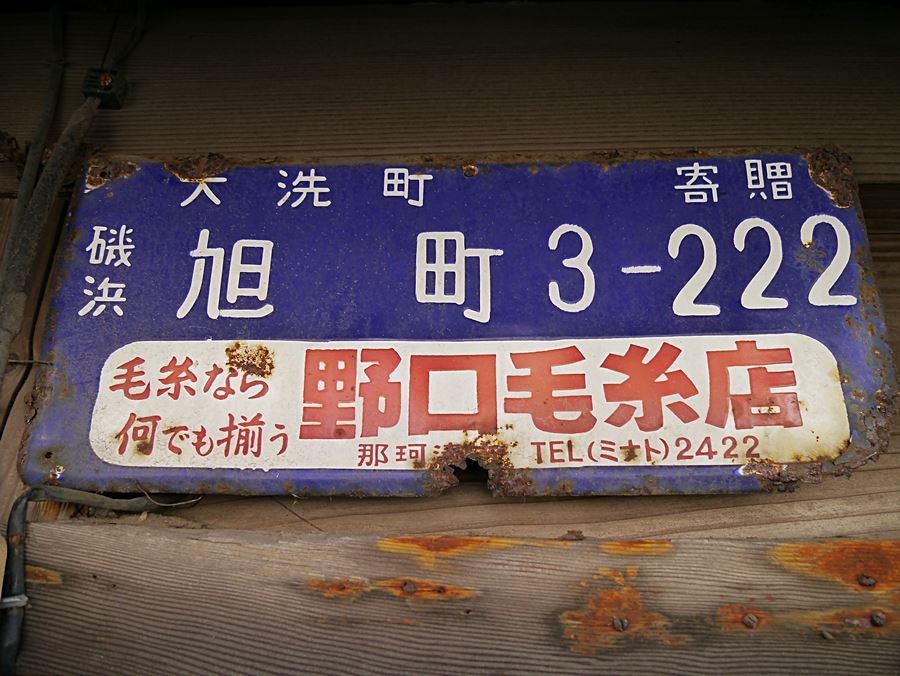 大洗町 寄贈
磯浜 旭町3-222
毛糸なら
何でも揃う
野口毛糸店
那珂 TEL(ミナト)2422